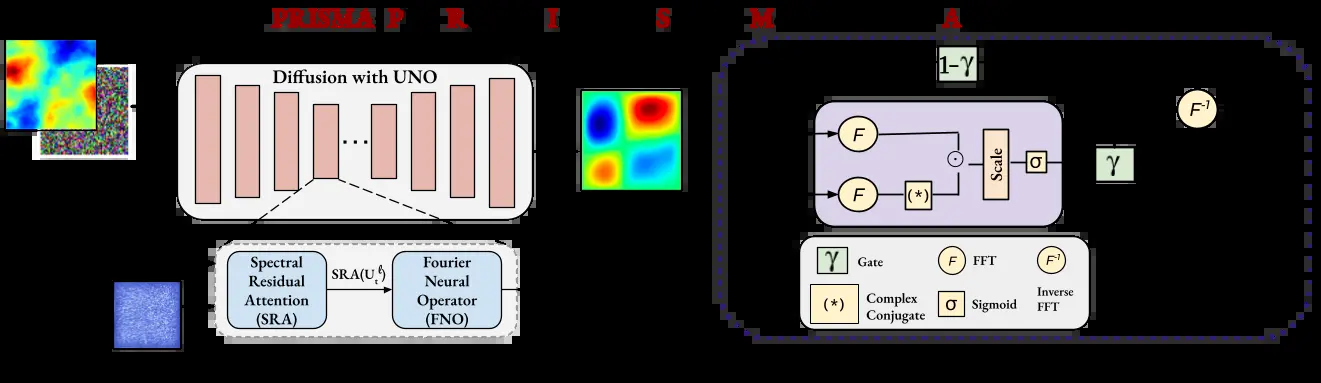 PRISMA P R I S M A
Diffusion with UNO
...
Spectral
Residual
Attention
(SRA)
SRA(U_t^ℓ)
Fourier
Neural
Operator
(FNO)
1-γ
F
F
(*)
⊙
Scale
σ
γ
F⁻¹
γ Gate
F FFT
F⁻¹ Inverse
FFT
(*) Complex
Conjugate
σ Sigmoid